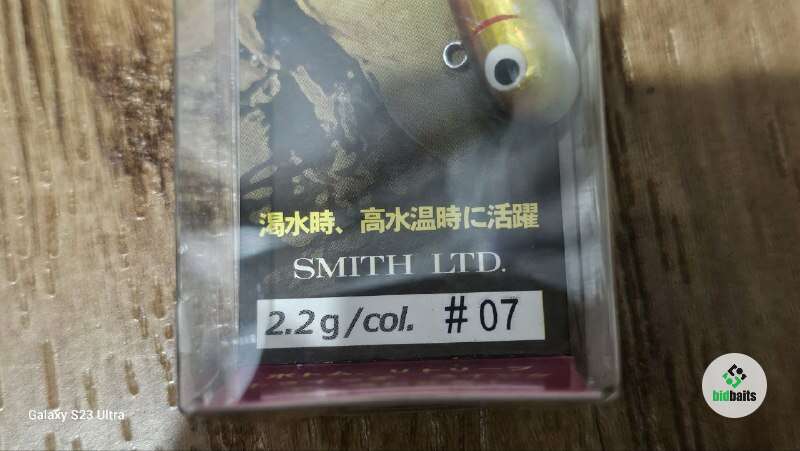 渇水時、高水温時に活躍
SMITH LTD.
2.2g/col. #07
Galaxy S23 Ultra
bidbaits